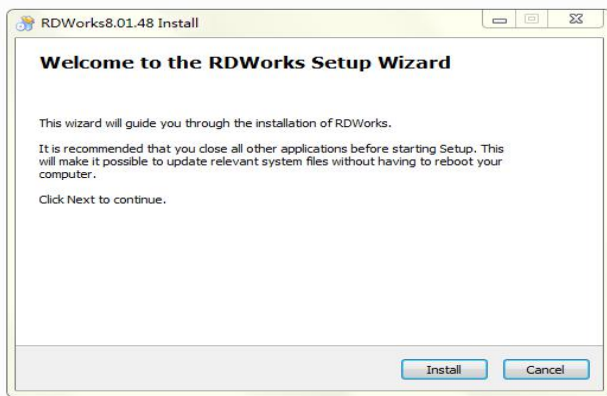 RDWorks8.01.48 Install
Welcome to the RDWorks Setup Wizard
This wizard will guide you through the installation of RDWorks.
It is recommended that you close all other applications before starting Setup. This
will make it possible to update relevant system files without having to reboot your
computer.
Click Next to continue.
Install Cancel